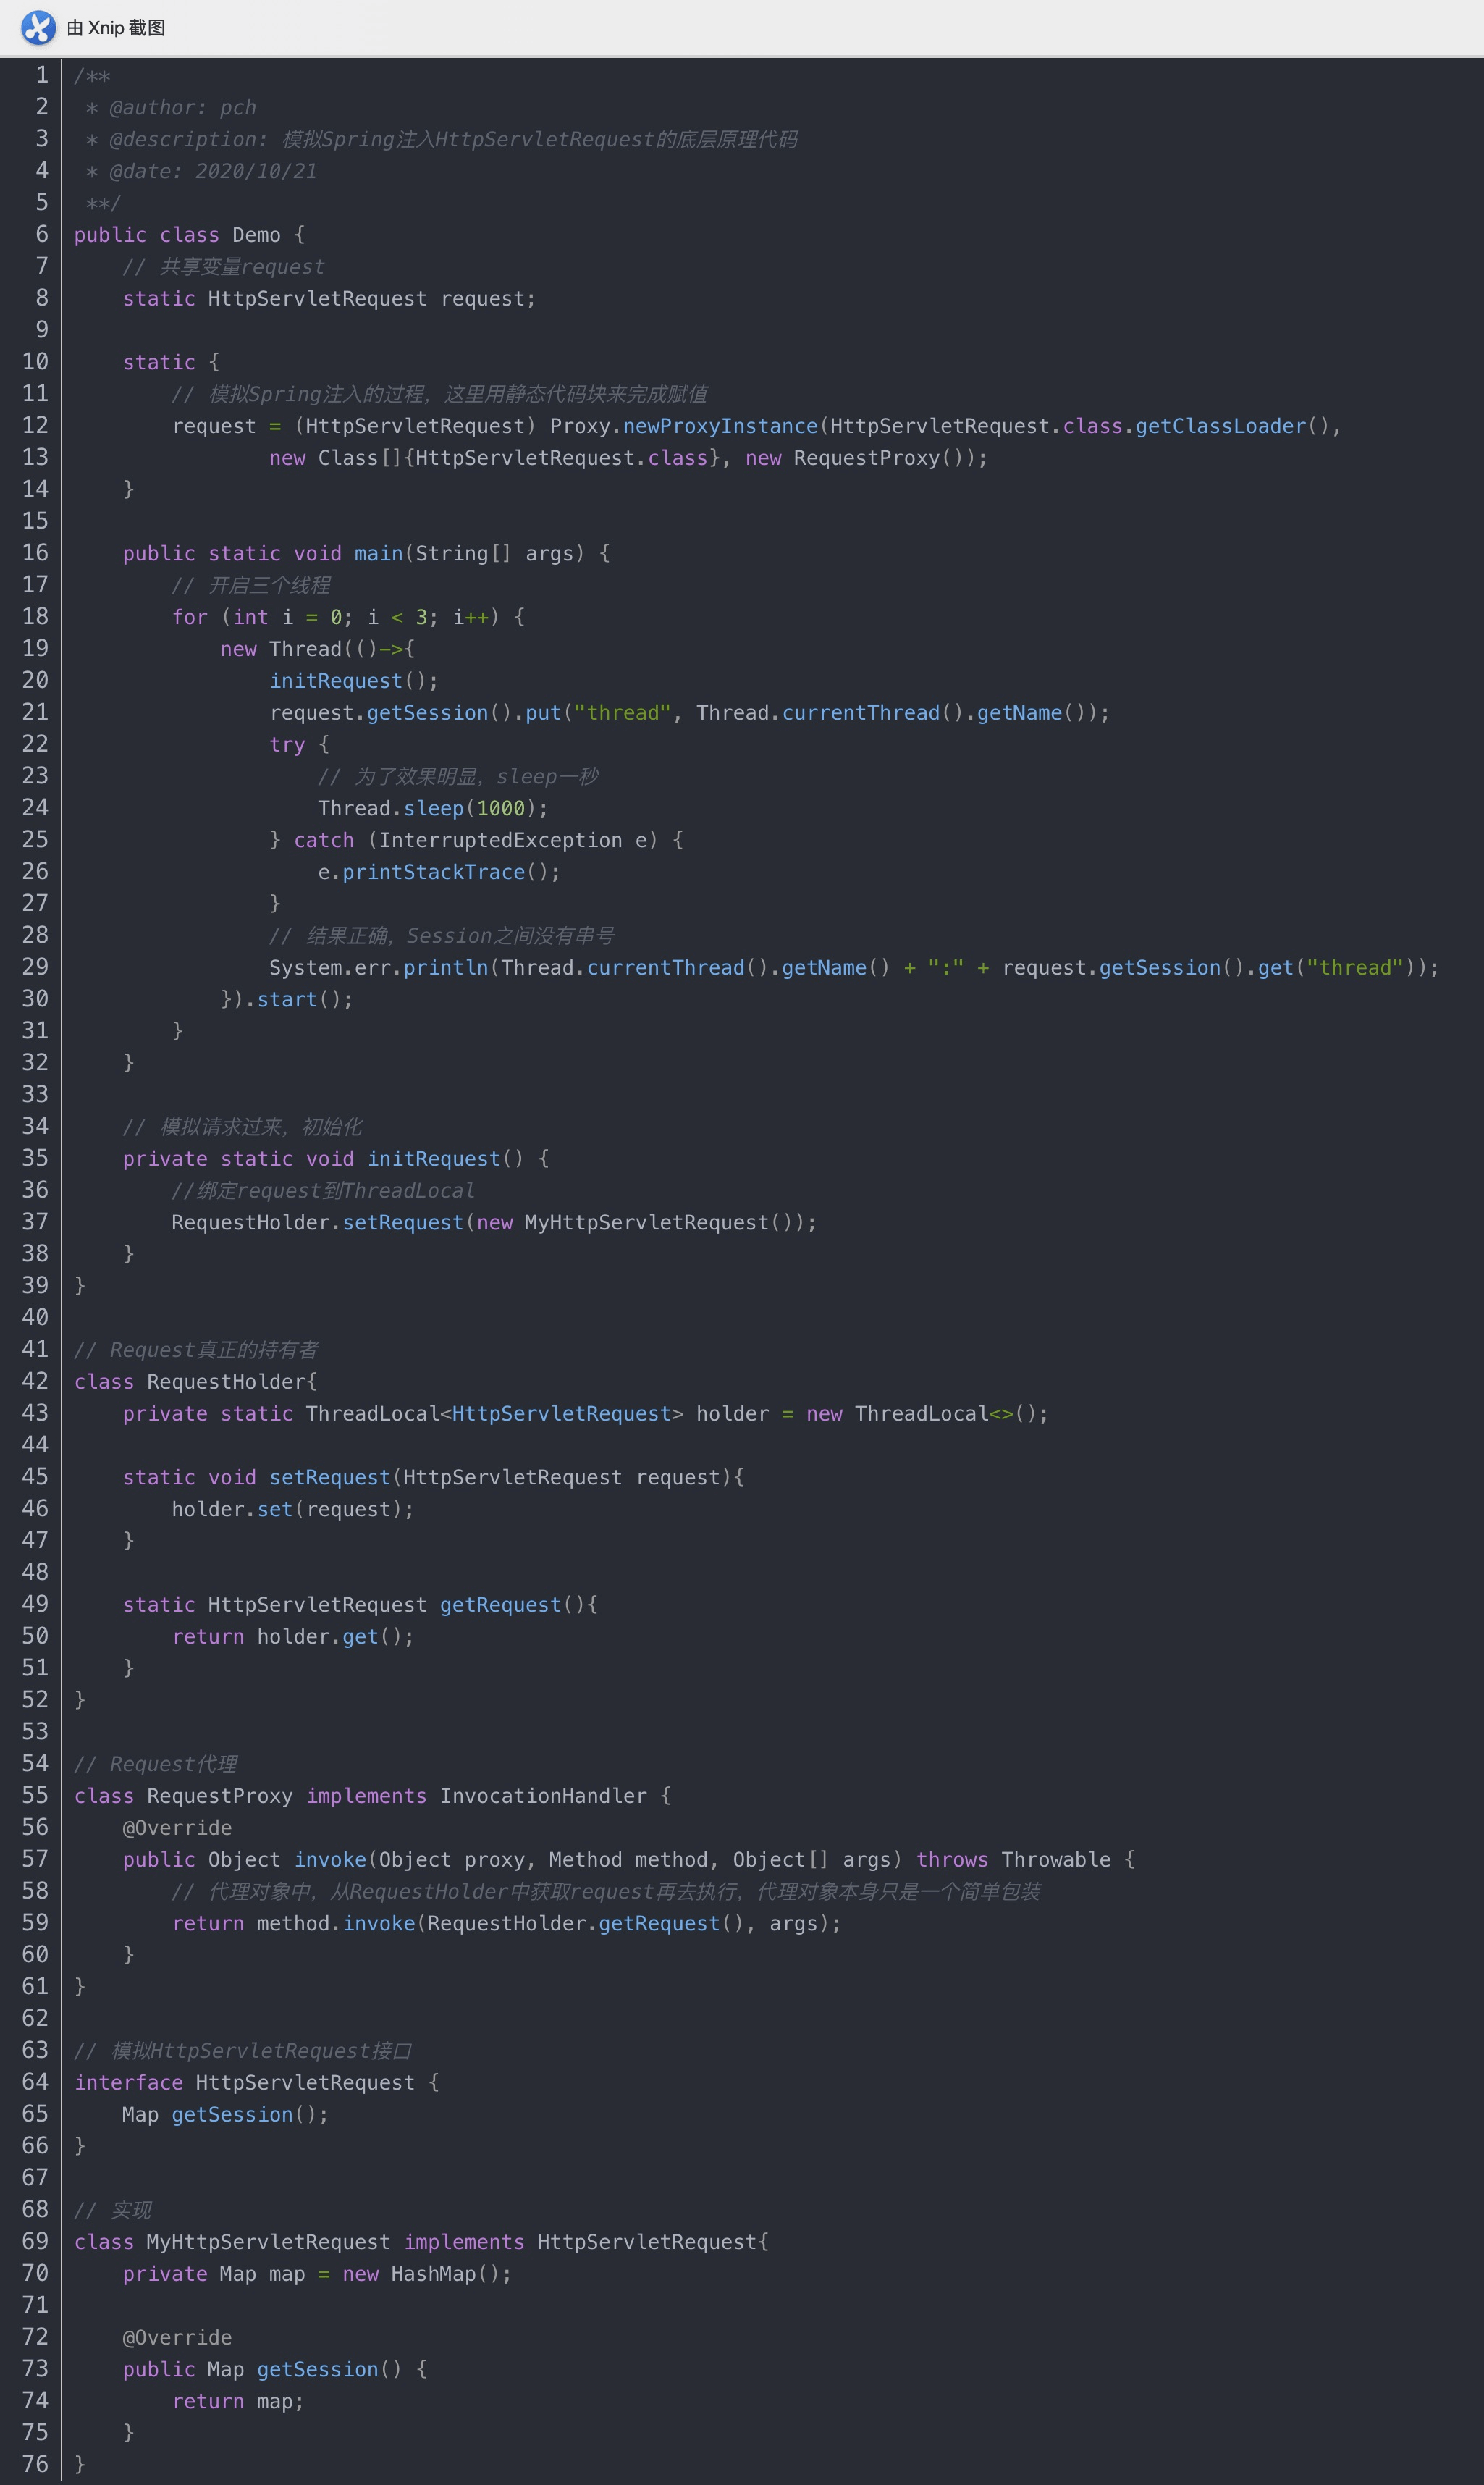 由 Xnip 截图
1 /**
2  * @author: pch
3  * @description: 模拟Spring注入HttpServletRequest的底层原理代码
4  * @date: 2020/10/21
5  **/
6 public class Demo {
7     // 共享变量request
8     static HttpServletRequest request;
9
10     static {
11         // 模拟Spring注入的过程，这里用静态代码块来完成赋值
12         request = (HttpServletRequest) Proxy.newProxyInstance(HttpServletRequest.class.getClassLoader(),
13                 new Class[]{HttpServletRequest.class}, new RequestProxy());
14     }
15
16     public static void main(String[] args) {
17         // 开启三个线程
18         for (int i = 0; i < 3; i++) {
19             new Thread(()->{
20                 initRequest();
21                 request.getSession().put("thread", Thread.currentThread().getName());
22                 try {
23                     // 为了效果明显，sleep一秒
24                     Thread.sleep(1000);
25                 } catch (InterruptedException e) {
26                     e.printStackTrace();
27                 }
28                 // 结果正确，Session之间没有串号
29                 System.err.println(Thread.currentThread().getName() + ":" + request.getSession().get("thread"));
30             }).start();
31         }
32     }
33
34     // 模拟请求过来，初始化
35     private static void initRequest() {
36         //绑定request到ThreadLocal
37         RequestHolder.setRequest(new MyHttpServletRequest());
38     }
39 }
40
41 // Request真正的持有者
42 class RequestHolder{
43     private static ThreadLocal<HttpServletRequest> holder = new ThreadLocal<>();
44
45     static void setRequest(HttpServletRequest request){
46         holder.set(request);
47     }
48
49     static HttpServletRequest getRequest(){
50         return holder.get();
51     }
52 }
53
54 // Request代理
55 class RequestProxy implements InvocationHandler {
56     @Override
57     public Object invoke(Object proxy, Method method, Object[] args) throws Throwable {
58         // 代理对象中，从RequestHolder中获取request再去执行，代理对象本身只是一个简单包装
59         return method.invoke(RequestHolder.getRequest(), args);
60     }
61 }
62
63 // 模拟HttpServletRequest接口
64 interface HttpServletRequest {
65     Map getSession();
66 }
67
68 // 实现
69 class MyHttpServletRequest implements HttpServletRequest{
70     private Map map = new HashMap();
71
72     @Override
73     public Map getSession() {
74         return map;
75     }
76 }